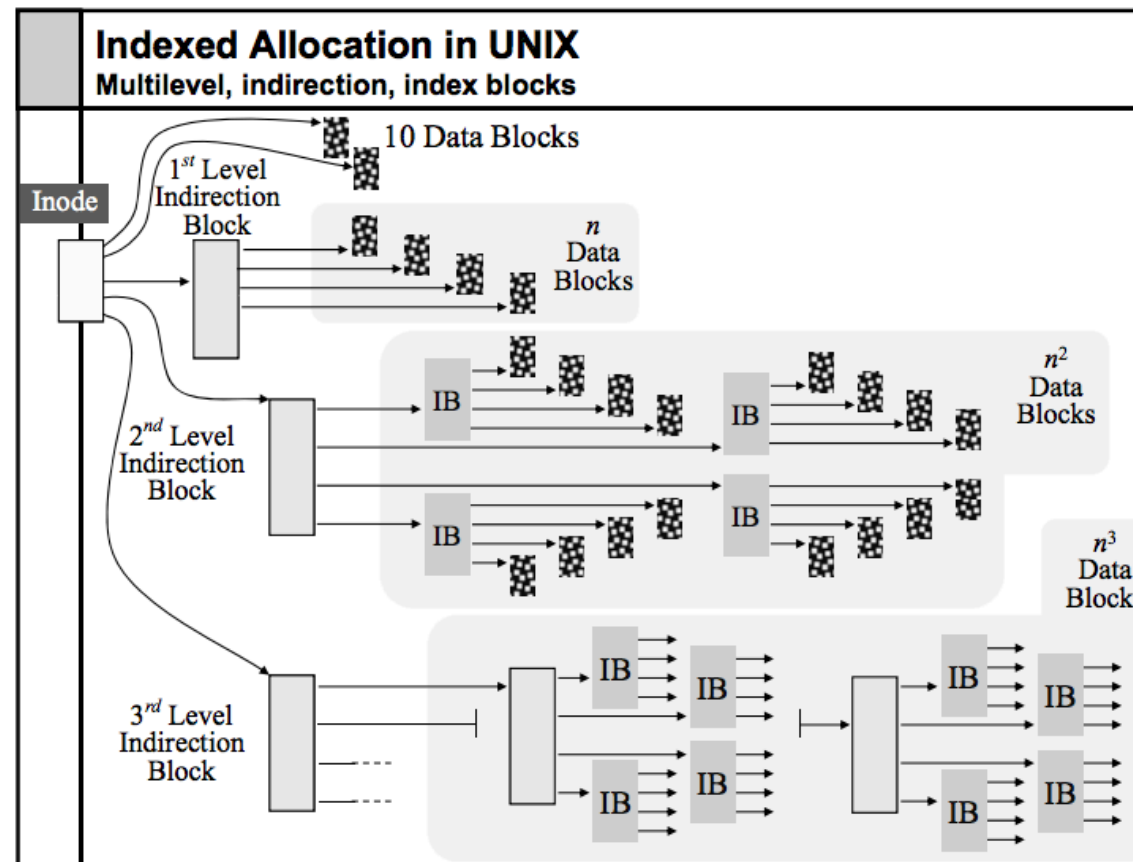 Indexed Allocation in UNIX
Multilevel, indirection, index blocks
10 Data Blocks
1st Level
Indirection
Block
Inode
n
Data
Blocks
n2
Data
Blocks
IB
IB
2nd Level
Indirection
Block
IB
IB
n3
Data
Block
3rd Level
Indirection
Block
IB
IB
IB
IB
IB
IB
IB
IB